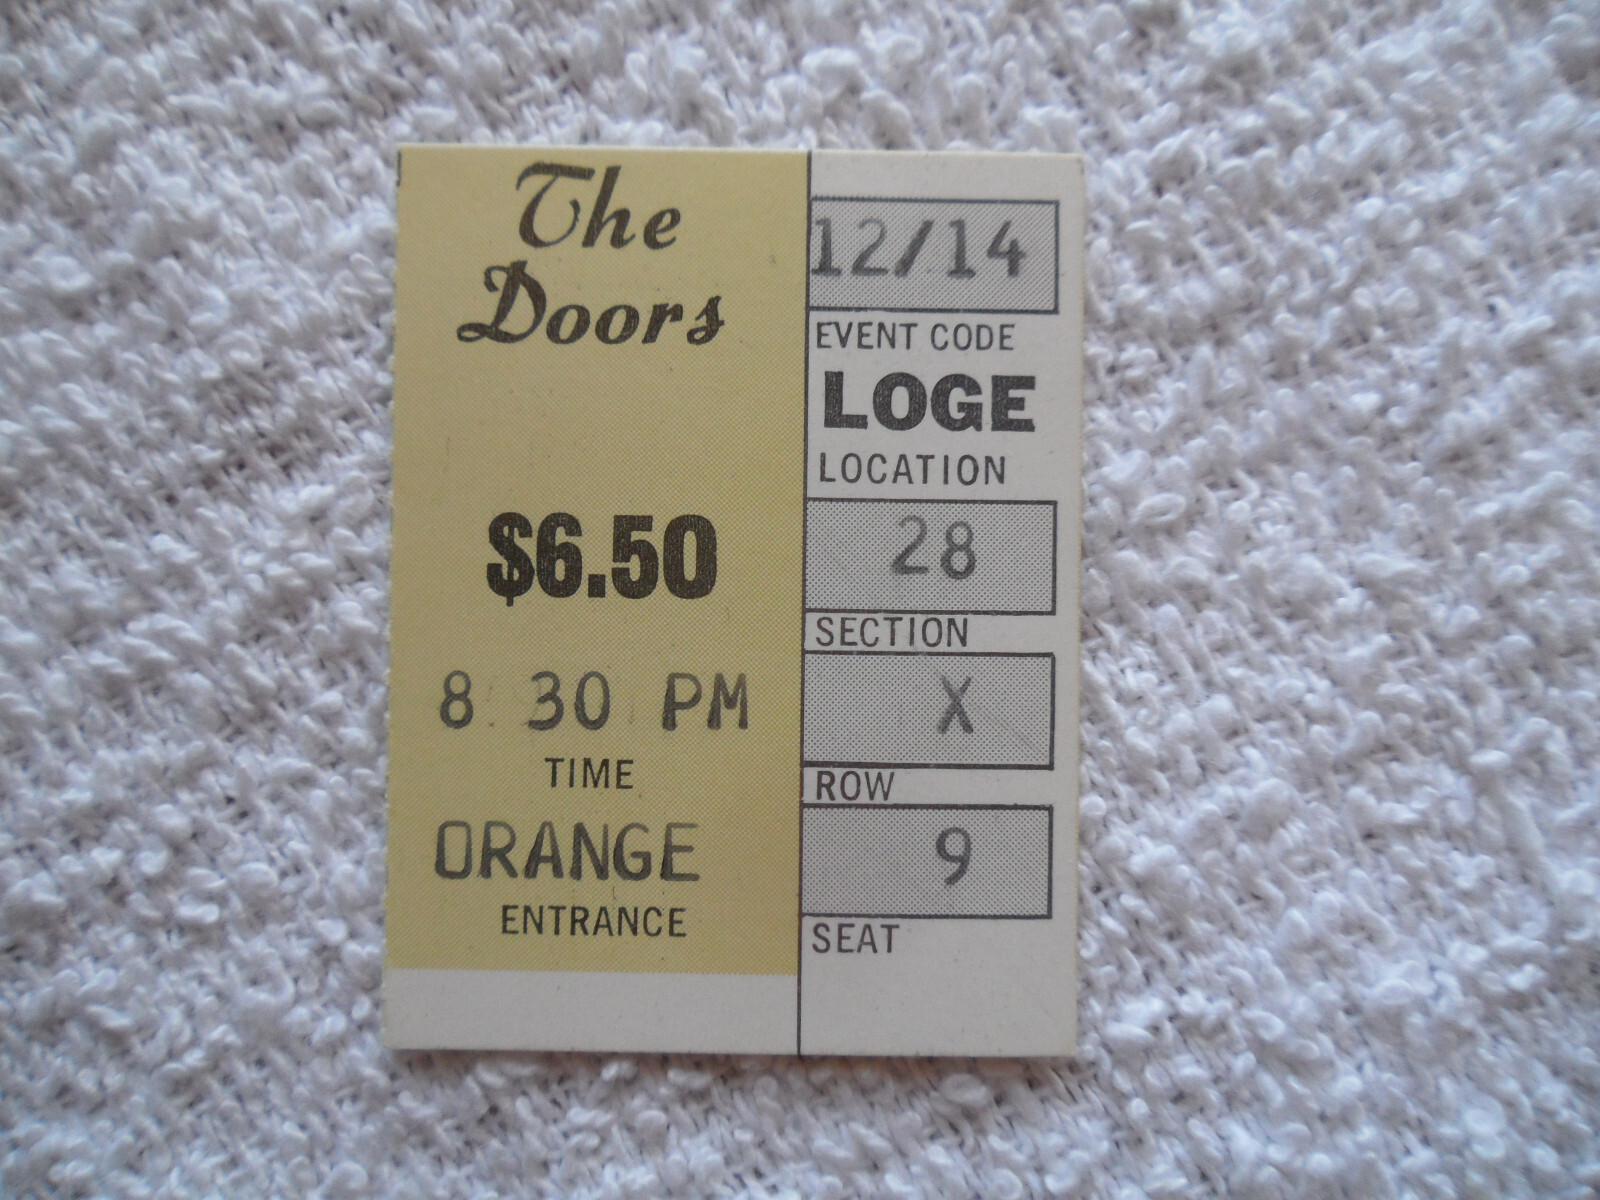 The
Doors
$6.50
8 30 PM
TIME
ORANGE
ENTRANCE
12/14
EVENT CODE
LOGE
LOCATION
28
SECTION
X
ROW
9
SEAT